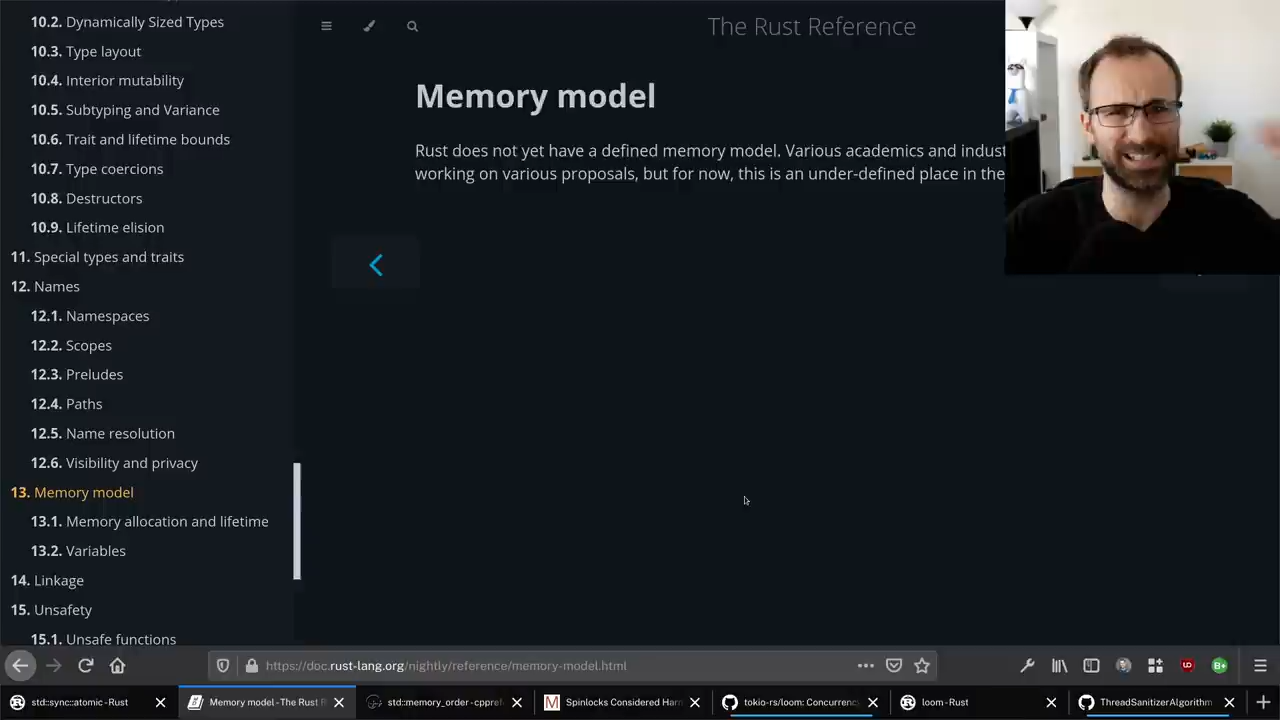 10.2. Dynamically Sized Types
10.3. Type layout
10.4. Interior mutability
10.5. Subtyping and Variance
10.6. Trait and lifetime bounds
10.7. Type coercions
10.8. Destructors
10.9. Lifetime elision
11. Special types and traits
12. Names
12.1. Namespaces
12.2. Scopes
12.3. Preludes
12.4. Paths
12.5. Name resolution
12.6. Visibility and privacy
13. Memory model
13.1. Memory allocation and lifetime
13.2. Variables
14. Linkage
15. Unsafety
15.1. Unsafe functions
The Rust Reference
Memory model
Rust does not yet have a defined memory model. Various academics and indust
working on various proposals, but for now, this is an under-defined place in the
https://doc.rust-lang.org/nightly/reference/memory-model.html
std::sync::atomic - Rust
Memory model - The Rust R
std::memory_order - cppref
Spinlocks Considered Harm
tokio-rs/loom: Concurrency
loom - Rust
ThreadSanitizerAlgorithm